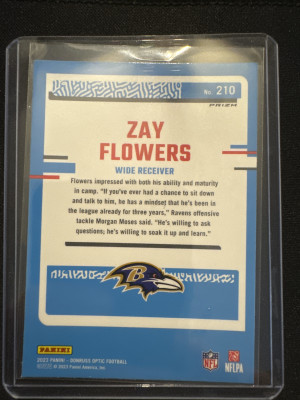 No. 210
PRIZM
ZAY
FLOWERS
WIDE RECEIVER
Flowers impressed with both his ability and maturity
in camp. "If you've ever had a chance to sit down
and talk to him, he has a mindset that he's been in
the league already for three years," Ravens offensive
tackle Morgan Moses said. "He's willing to ask
questions; he's willing to soak it up and learn."
B
PANINI
2023 PANINI - DONRUSS OPTIC FOOTBALL
© 2023 Panini America, Inc.
NFL
NFLPA